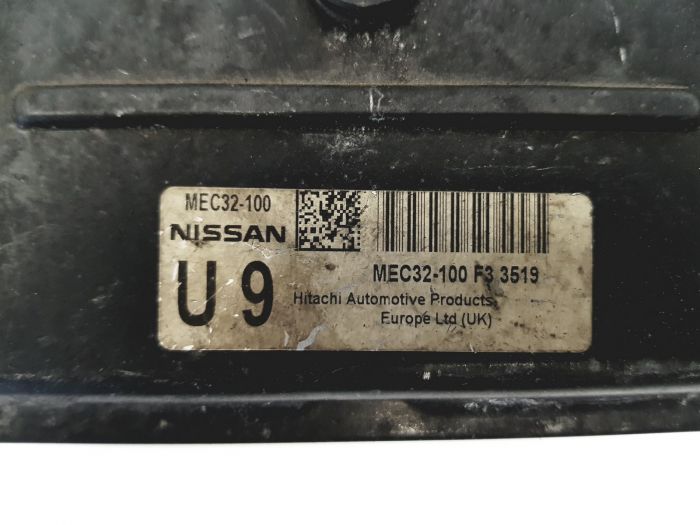 MEC32-100
NISSAN
U 9
MEC32-100 F3 3519
Hitachi Automotive Products,
Europe Ltd (UK)